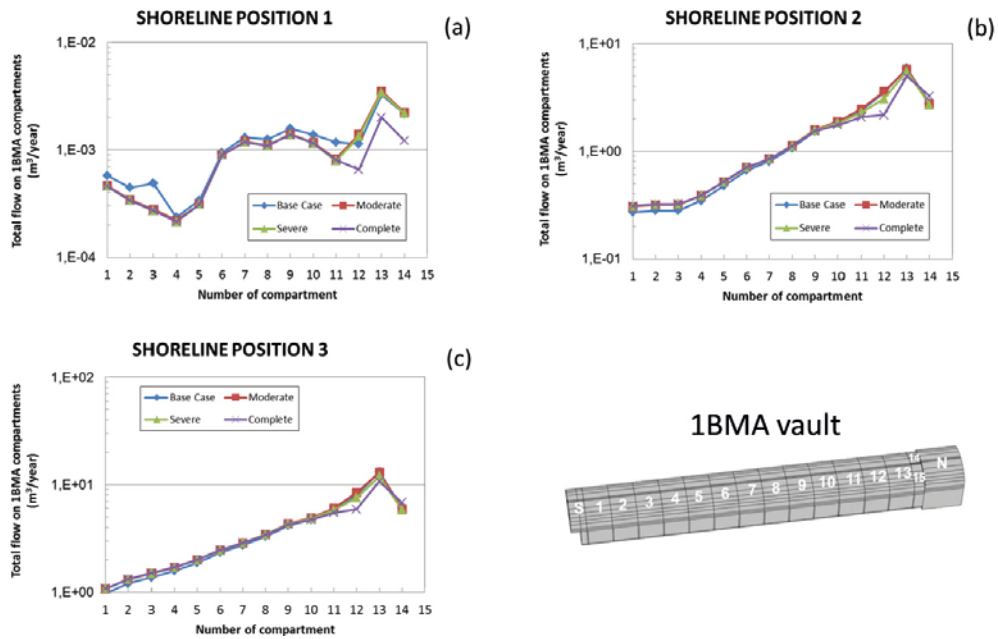 SHORELINE POSITION 1
(a)
Total flow on 1BMA compartments
(m³/year)
1,E-02
1,E-03
1,E-04
Base Case
Moderate
Severe
Complete
1 2 3 4 5 6 7 8 9 10 11 12 13 14 15
Number of compartment
SHORELINE POSITION 2
(b)
Total flow on 1BMA compartments
(m³/year)
1,E+01
1,E+00
1,E-01
Base Case
Moderate
Severe
Complete
1 2 3 4 5 6 7 8 9 10 11 12 13 14 15
Number of compartment
SHORELINE POSITION 3
(c)
Total flow on 1BMA compartments
(m³/year)
1,E+02
1,E+01
1,E+00
Base Case
Moderate
Severe
Complete
1 2 3 4 5 6 7 8 9 10 11 12 13 14 15
Number of compartment
1BMA vault
S 1 2 3 4 5 6 7 8 9 10 11 12 13 14 15 N